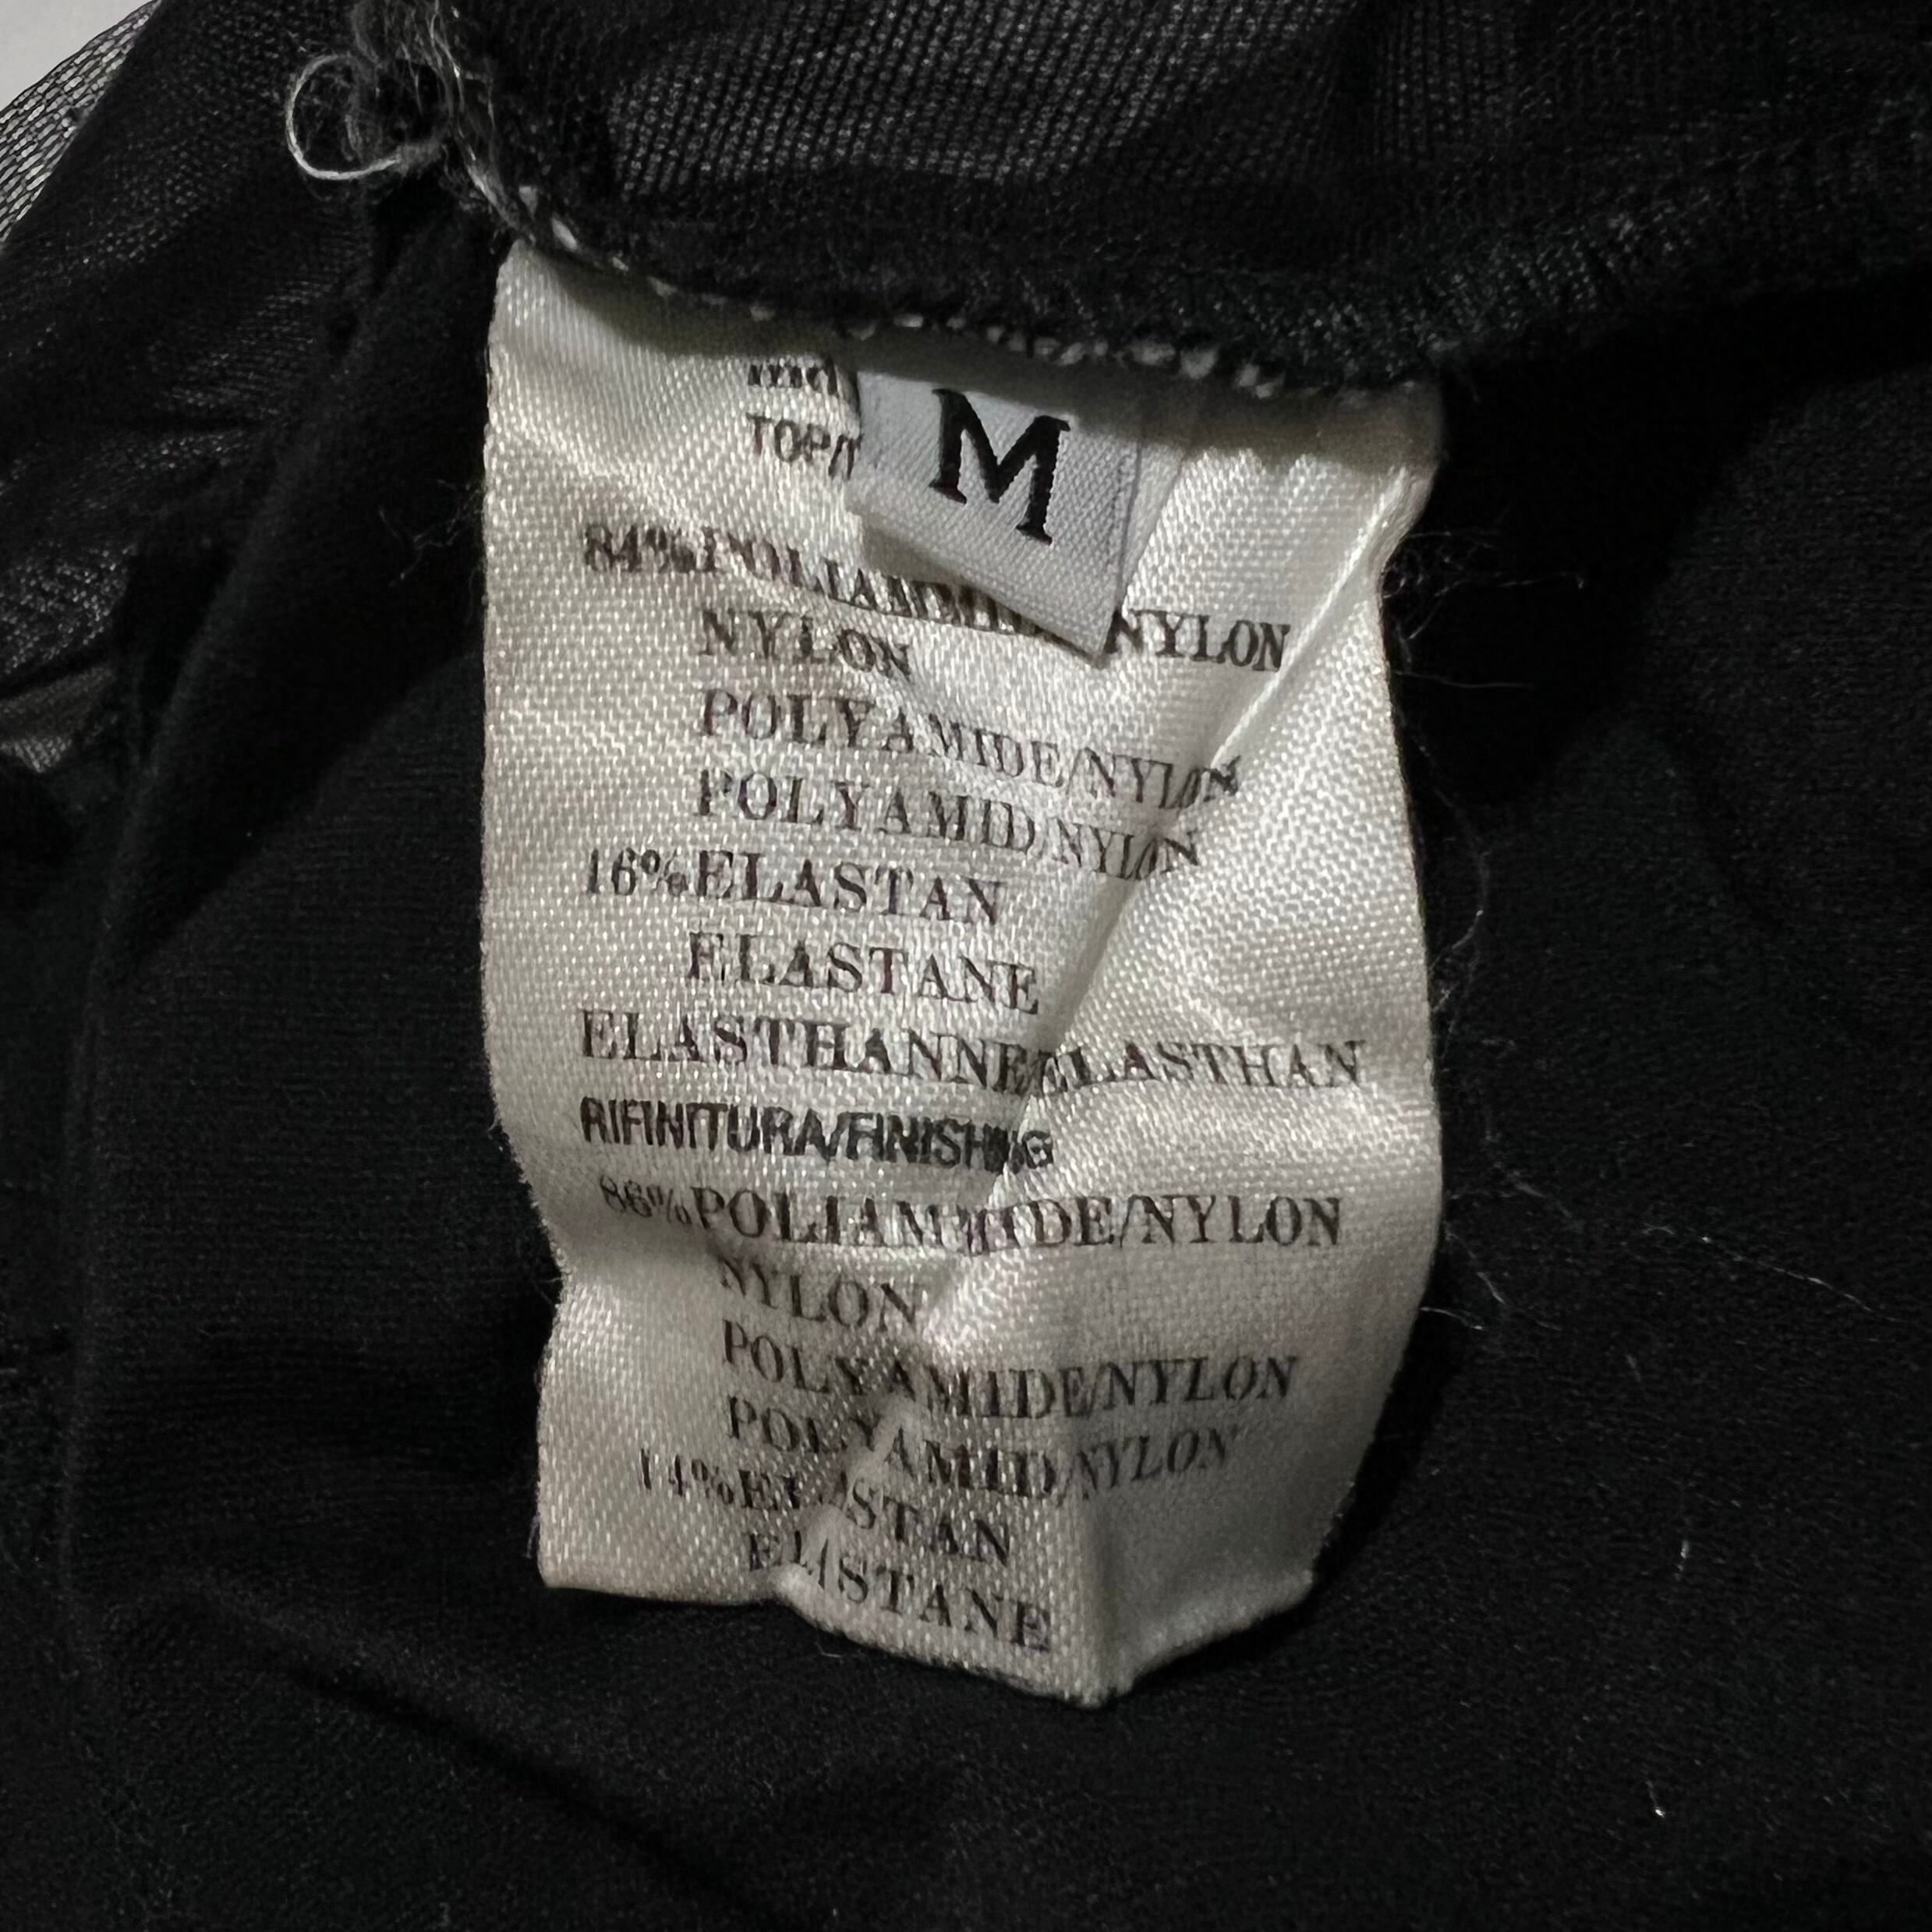 M
84%POLIAMMI NYLON
NYLON
POLYAMIDE/NYLON
POLYAMID/NYLON
16%ELASTAN
ELASTANE
ELASTHANNE/ELASTHAN
RIFINITURA/FINISHING
86%POLIAMMIDE/NYLON
NYLON
POLYAMIDE/NYLON
POLYAMID/NYLON
14%ELASTAN
ELASTANE